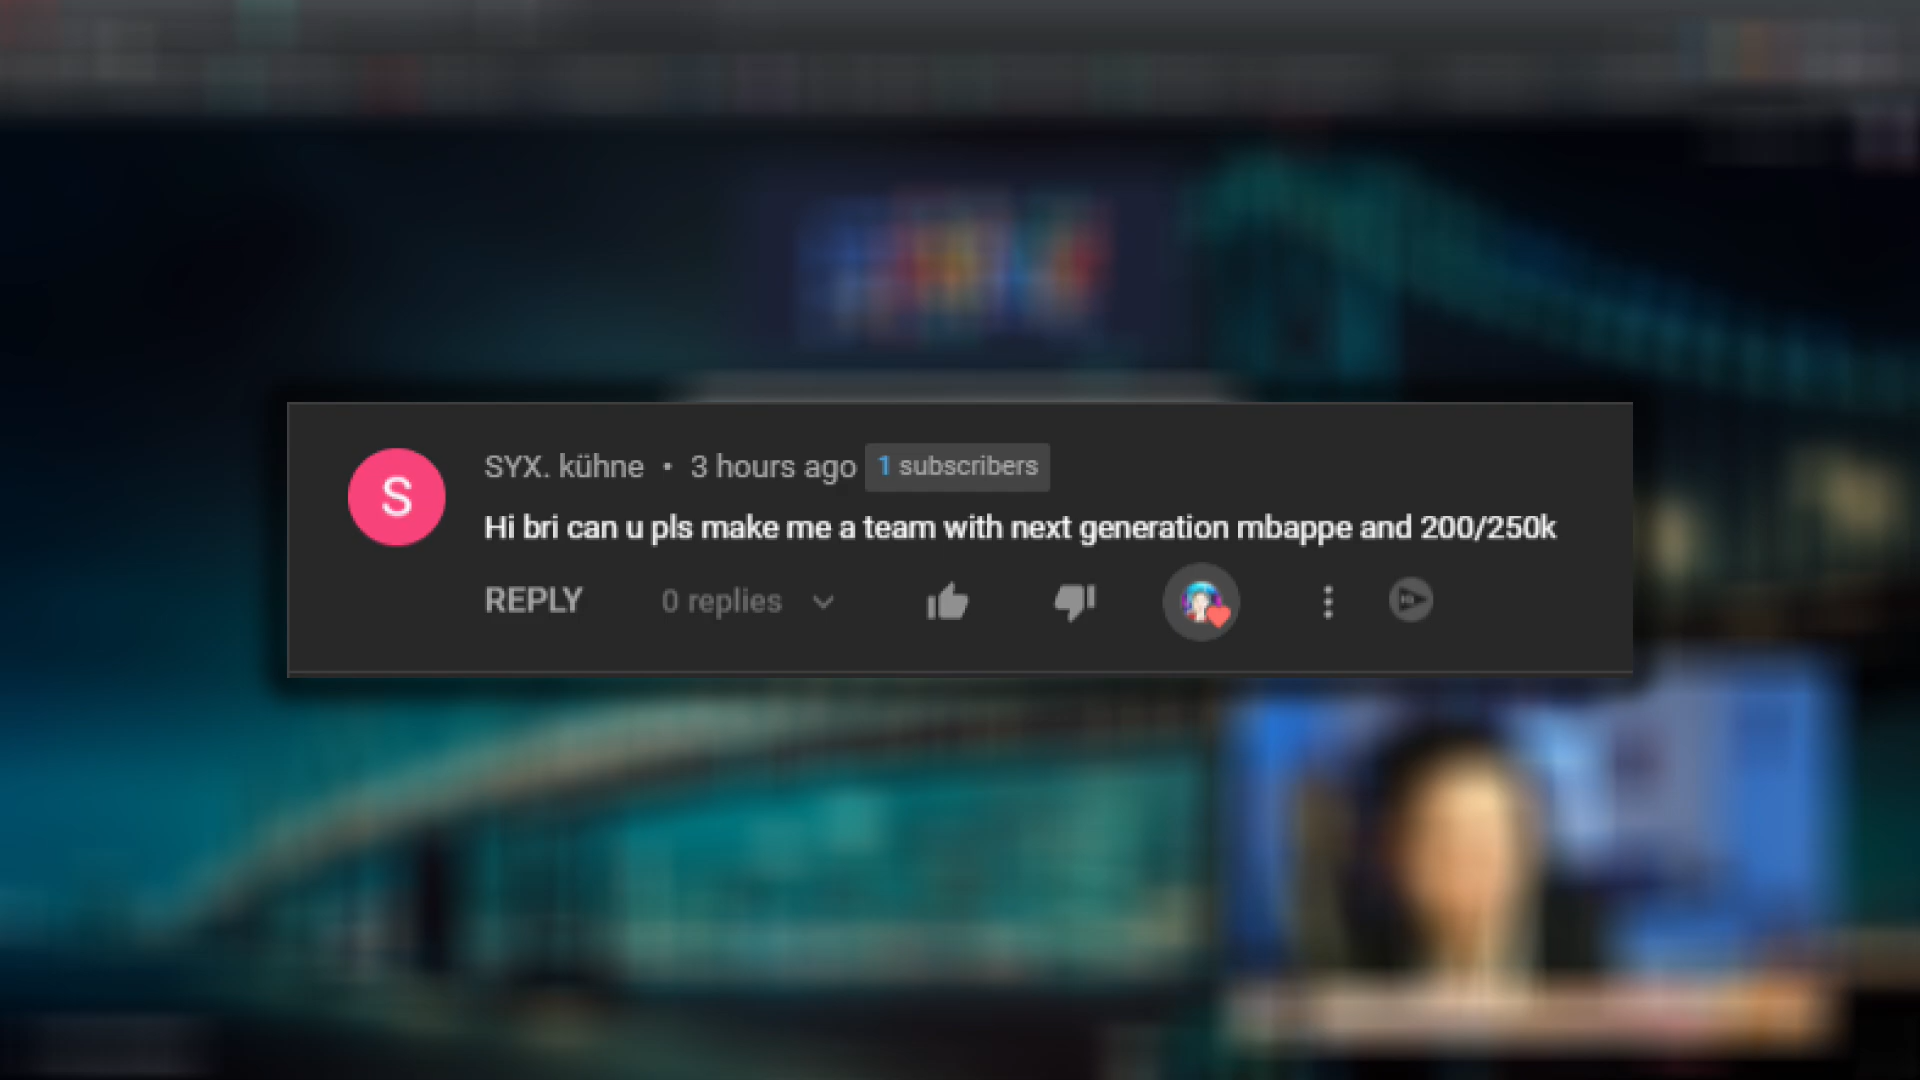 SYX. kühne • 3 hours ago 1 subscribers
S
Hi bri can u pls make me a team with next generation mbappe and 200/250k
REPLY 0 replies